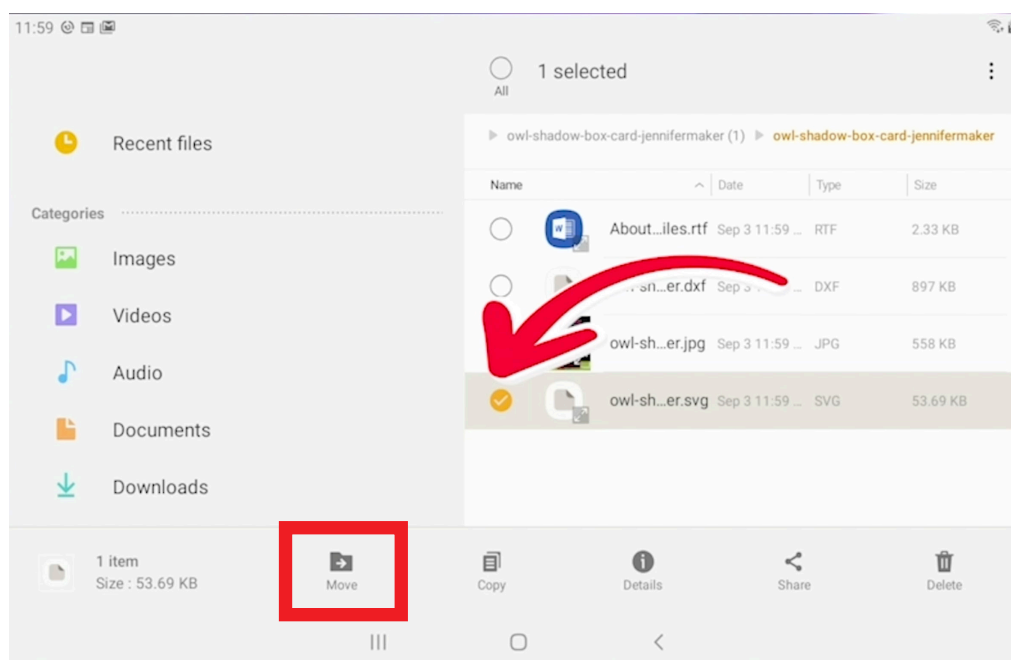 11:59
1 selected
All
Recent files
owl-shadow-box-card-jennifermaker (1) owl-shadow-box-card-jennifermaker
Name Date Type Size
Categories
About...iles.rtf Sep 3 11:59 ... RTF 2.33 KB
Images
er.dxf Sep DXF 897 KB
Videos
owl-sh...er.jpg Sep 3 11:59 ... JPG 558 KB
Audio
owl-sh...er.svg Sep 3 11:59 ... SVG 53.69 KB
Documents
Downloads
1 item
Size : 53.69 KB
Move Copy Details Share Delete